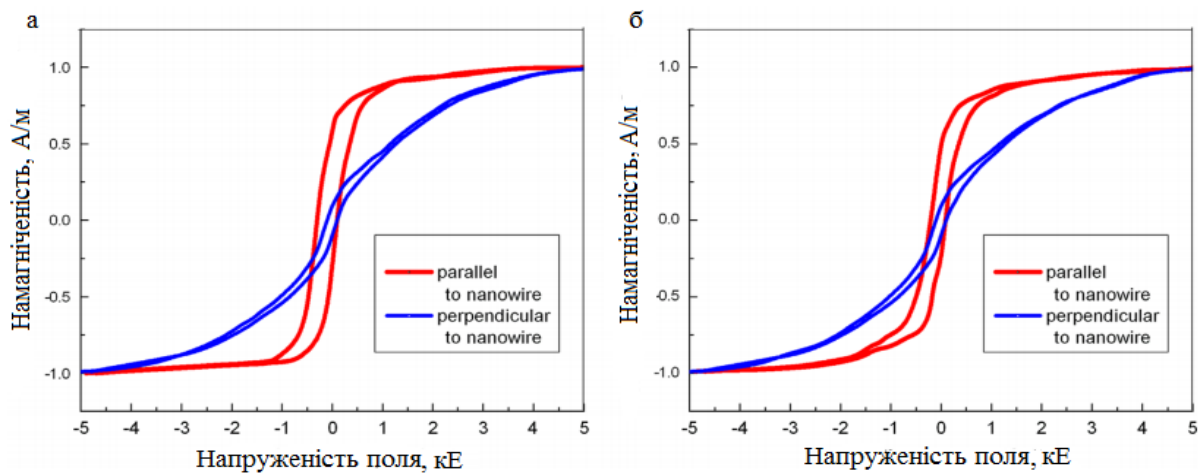 а
Намагніченість, А/м
1.0
0.5
0.0
-0.5
-1.0
parallel
to nanowire
perpendicular
to nanowire
-5 -4 -3 -2 -1 0 1 2 3 4 5
Напруженість поля, кЕ
б
Намагніченість, А/м
1.0
0.5
0.0
-0.5
-1.0
parallel
to nanowire
perpendicular
to nanowire
-5 -4 -3 -2 -1 0 1 2 3 4 5
Напруженість поля, кЕ